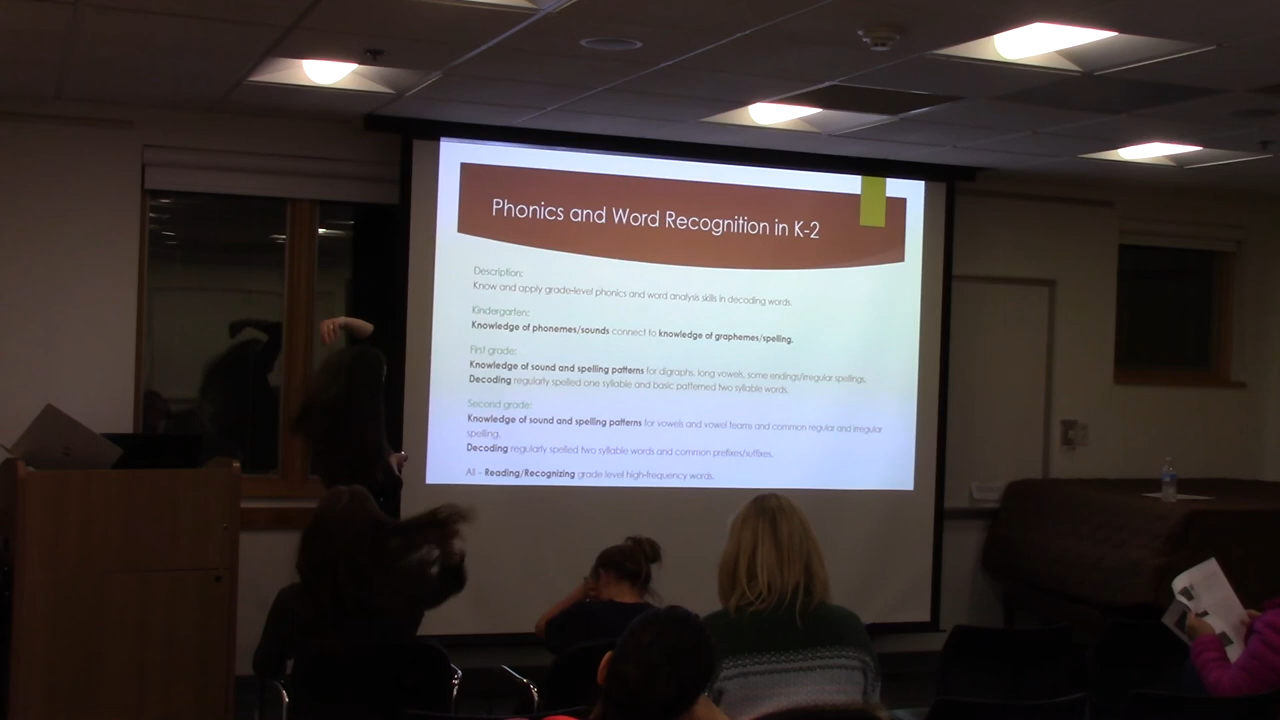 Phonics and Word Recognition in K-2
Description:
Know and apply grade-level phonics and word analysis skills in decoding words.
Kindergarten:
Knowledge of phonemes/sounds connect to knowledge of graphemes/spelling.
First grade:
Knowledge of sound and spelling patterns for digraphs, long vowels, some endings/irregular spellings.
Decoding regularly spelled one syllable and basic patterned two syllable words.
Second grade:
Knowledge of sound and spelling patterns for vowels and vowel teams and common regular and irregular
spelling.
Decoding regularly spelled two syllable words and common prefixes/suffixes.
All – Reading/Recognizing grade level high-frequency words.